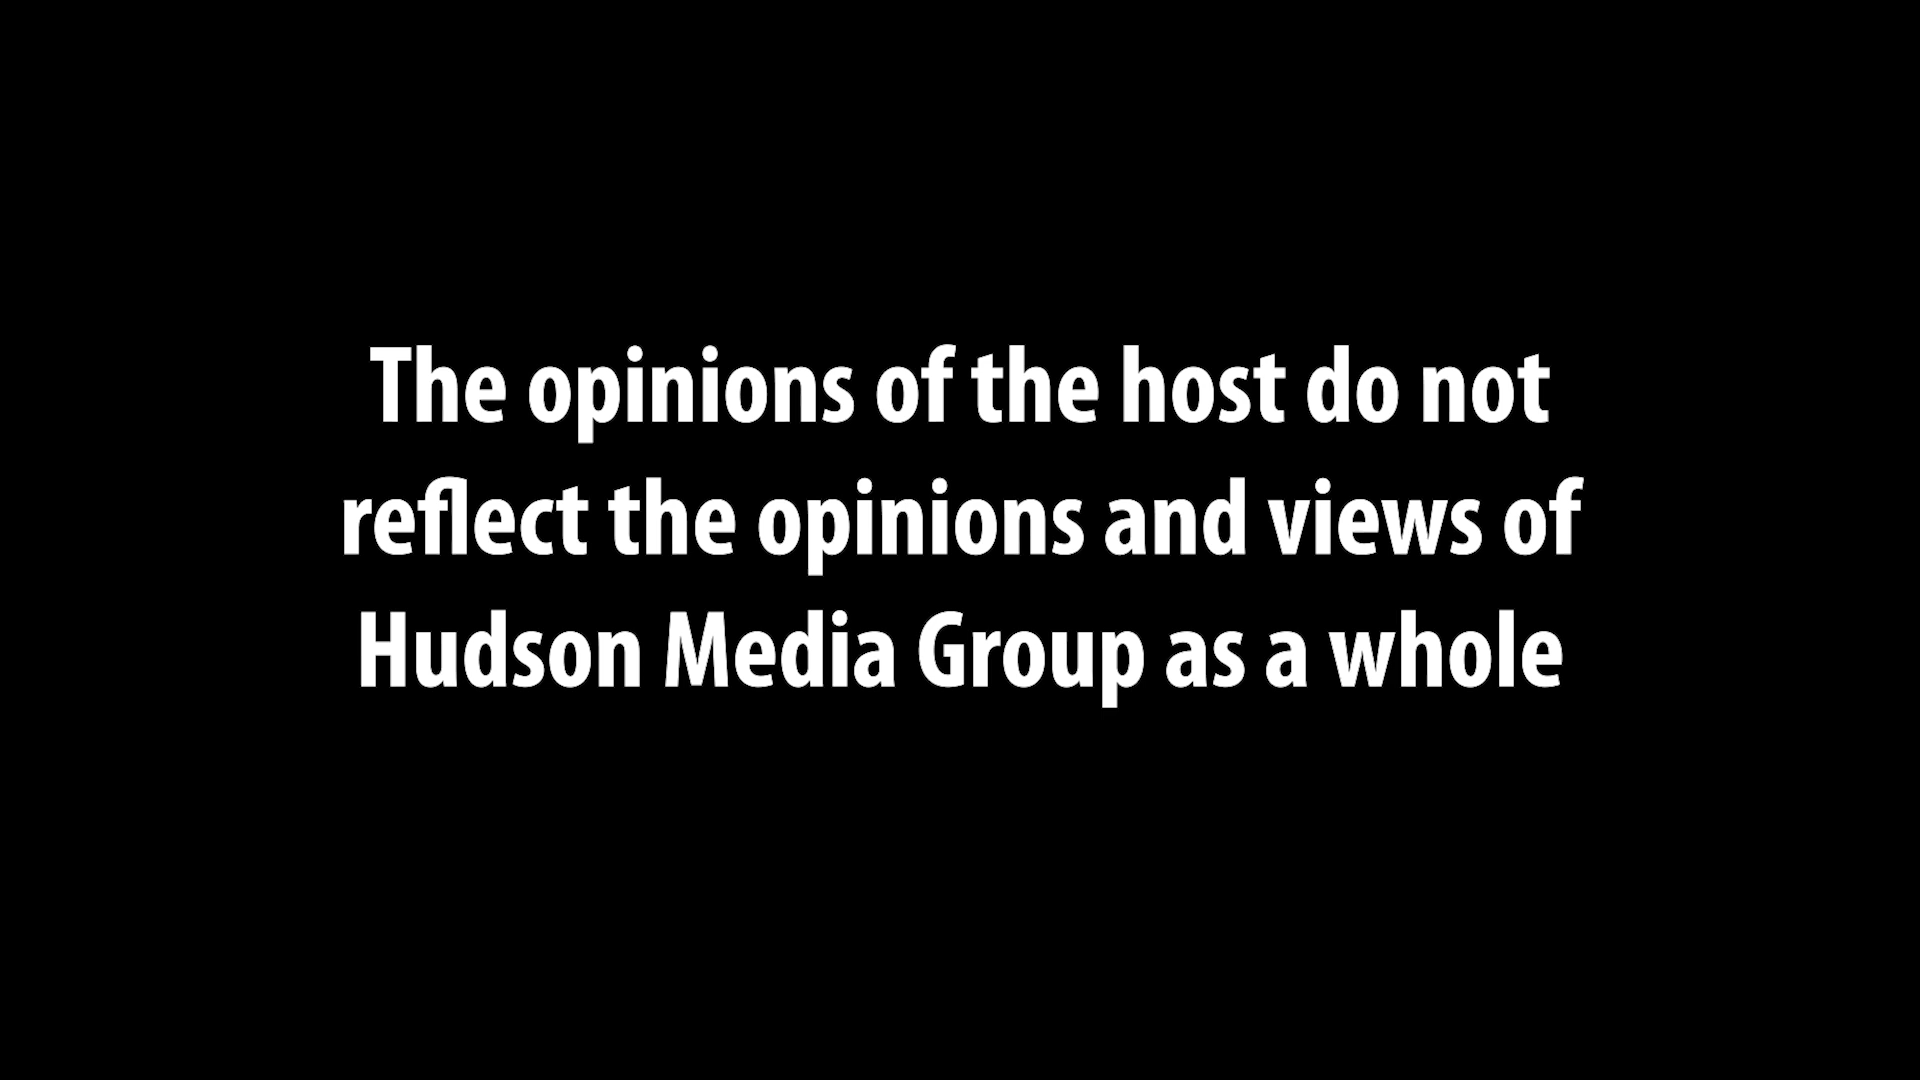 The opinions of the host do not
reflect the opinions and views of
Hudson Media Group as a whole